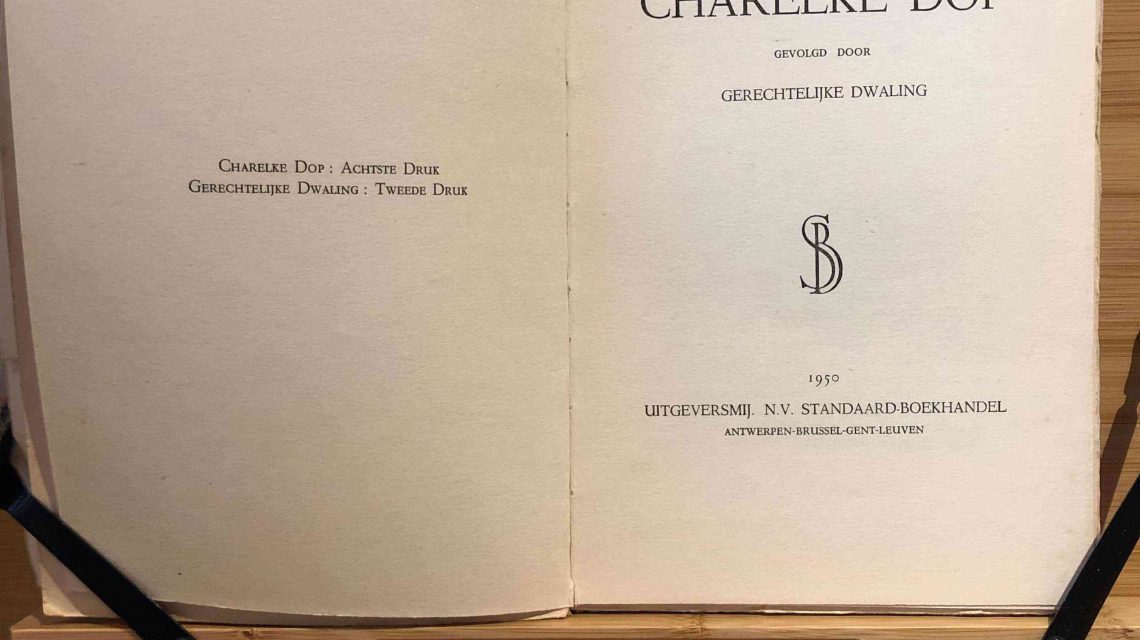 Charelke Dop : Achtste Druk
Gerechtelijke Dwaling : Tweede Druk
CHARELKE DOP
GEVOLGD DOOR
GERECHTELIJKE DWALING
SB
1950
UITGEVERSMIJ. N.V. STANDAARD-BOEKHANDEL
ANTWERPEN-BRUSSEL-GENT-LEUVEN